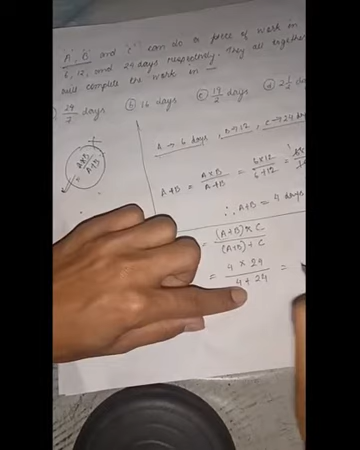 "A", B" and "C" can do a piece of work in
6, 12, and 24 days respectively. They all together
will complete the work in —
24/7 days (b) 16 days (c) 19/2 days (d)
A×B/A+B
A → 6 days, B → 12, C → 24
A+B = A×B/A+B = 6×12/6+12 =
∴ A+B = 4 days
= (A+B) × C/(A+B) + C
= 4 × 24/4 + 24 =